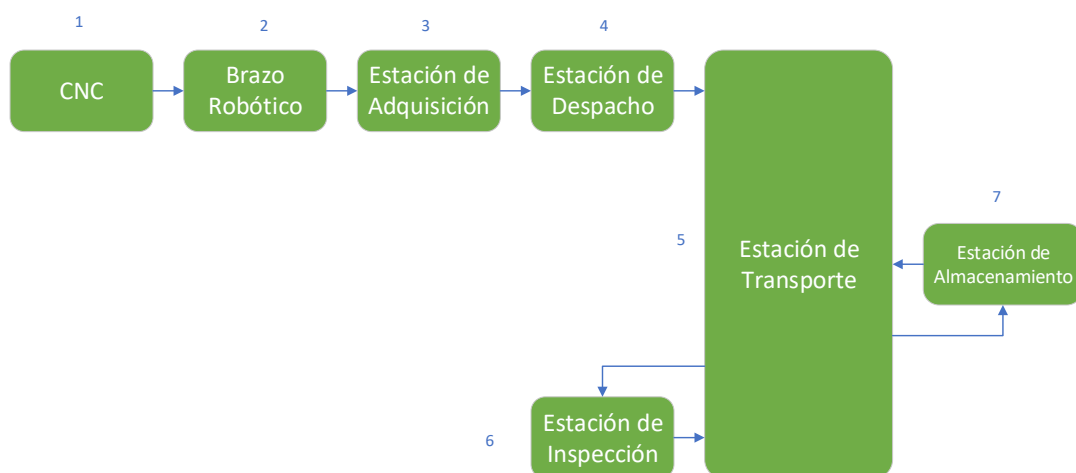 1
2
3
4
CNC
Brazo
Robótico
Estación de
Adquisición
Estación de
Despacho
5
Estación de
Transporte
7
Estación de
Almacenamiento
6
Estación de
Inspección